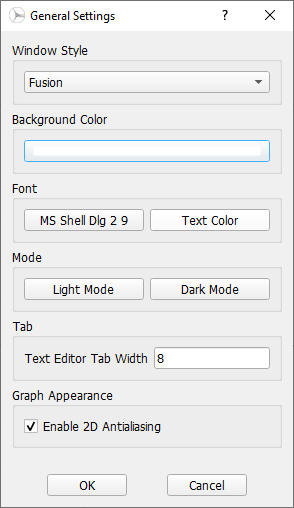 General Settings
?
Window Style
Fusion
Background Color
Font
MS Shell Dlg 2 9
Text Color
Mode
Light Mode
Dark Mode
Tab
Text Editor Tab Width 8
Graph Appearance
Enable 2D Antialiasing
OK
Cancel